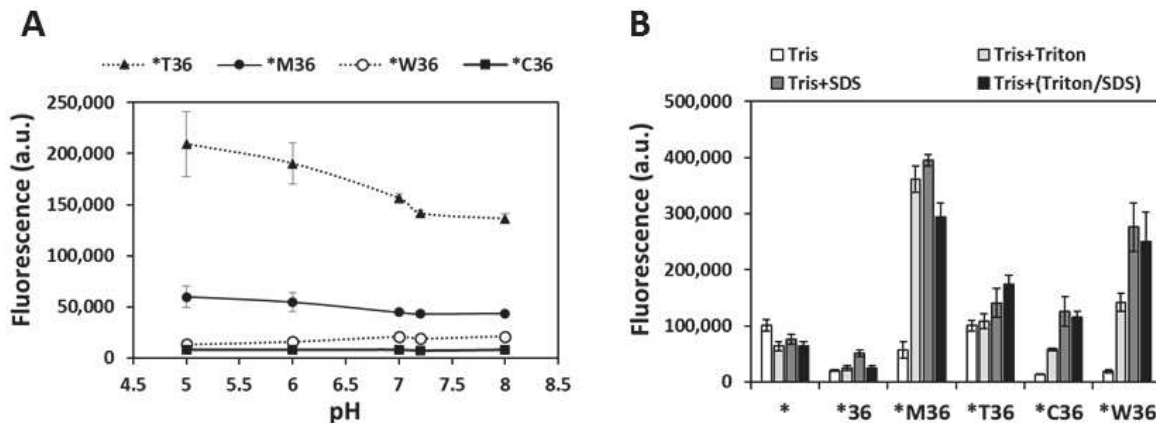 A
*T36 *M36 *W36 *C36
Fluorescence (a.u.)
250,000
200,000
150,000
100,000
50,000
0
4.5 5 5.5 6 6.5 7 7.5 8 8.5
pH
B
Tris Tris+Triton
Tris+SDS Tris+(Triton/SDS)
Fluorescence (a.u.)
500,000
400,000
300,000
200,000
100,000
0
* *36 *M36 *T36 *C36 *W36